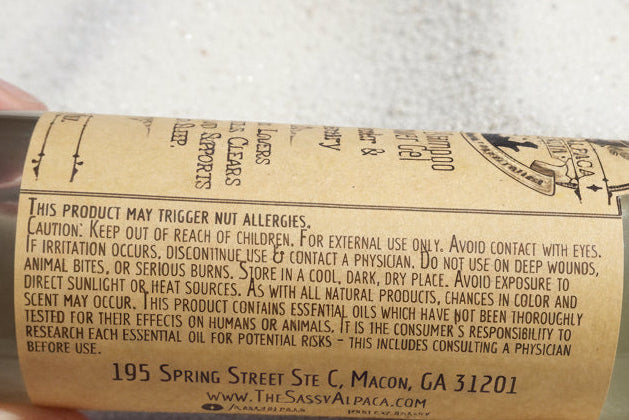 THIS PRODUCT MAY TRIGGER NUT ALLERGIES.
CAUTION: KEEP OUT OF REACH OF CHILDREN. FOR EXTERNAL USE ONLY. AVOID CONTACT WITH EYES.
IF IRRITATION OCCURS, DISCONTINUE USE & CONTACT A PHYSICIAN. DO NOT USE ON DEEP WOUNDS,
ANIMAL BITES, OR SERIOUS BURNS. STORE IN A COOL, DARK, DRY PLACE. AVOID EXPOSURE TO
DIRECT SUNLIGHT OR HEAT SOURCES. AS WITH ALL NATURAL PRODUCTS, CHANGES IN COLOR AND
SCENT MAY OCCUR. THIS PRODUCT CONTAINS ESSENTIAL OILS WHICH HAVE NOT BEEN THOROUGHLY
TESTED FOR THEIR EFFECTS ON HUMANS OR ANIMALS. IT IS THE CONSUMER'S RESPONSIBILITY TO
RESEARCH EACH ESSENTIAL OIL FOR POTENTIAL RISKS - THIS INCLUDES CONSULTING A PHYSICIAN
BEFORE USE.
195 SPRING STREET STE C, MACON, GA 31201
WWW.THESASSYALPACA.COM
LOVERS
CLEARS
SUPPORTS
SLEEP
&